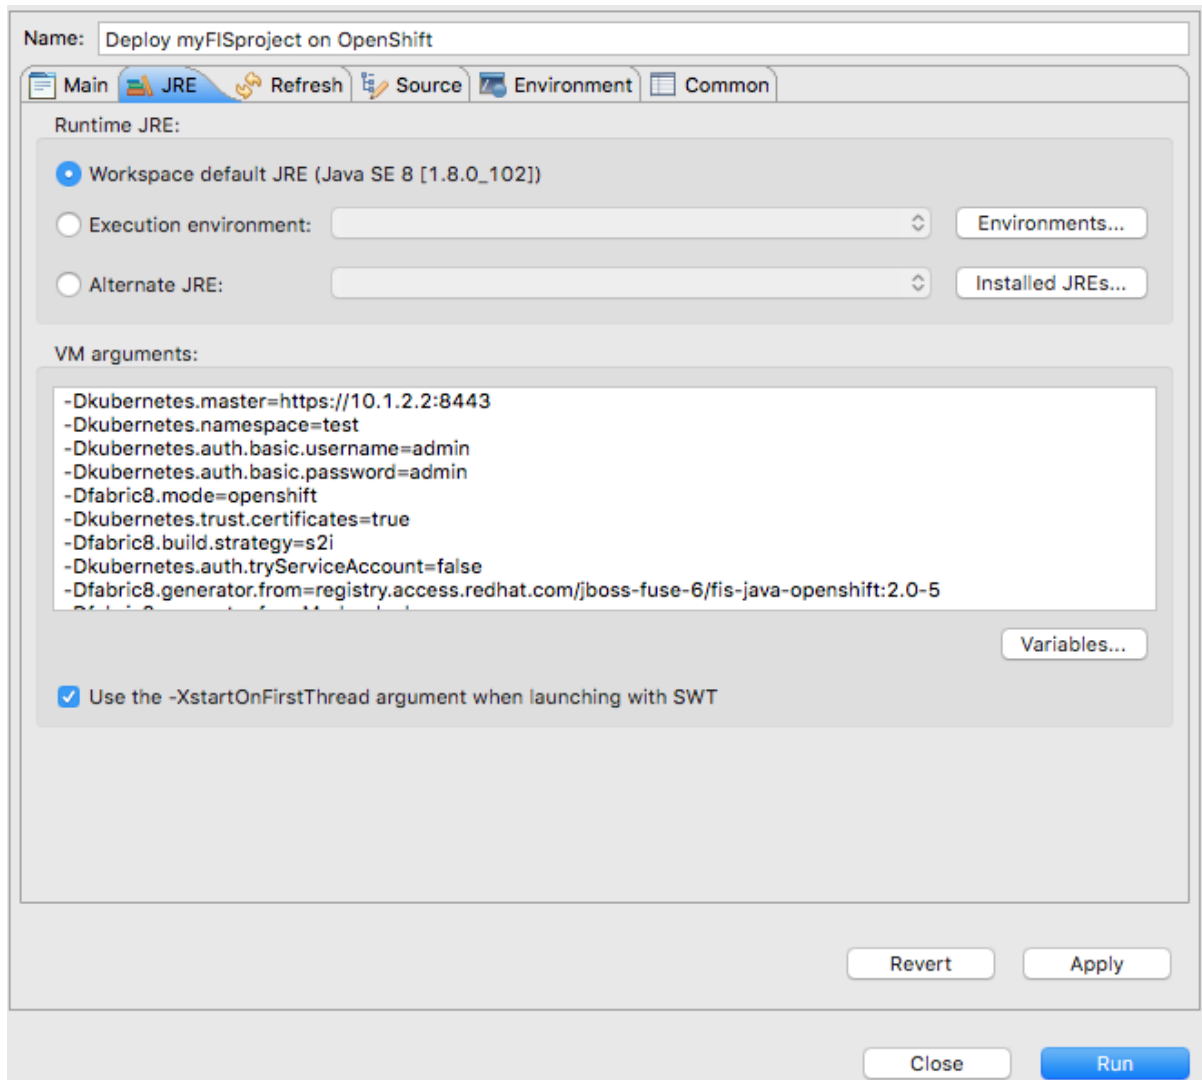 Name: Deploy myFISproject on OpenShift
Main JRE Refresh Source Environment Common
Runtime JRE:
Workspace default JRE (Java SE 8 [1.8.0_102])
Execution environment: Environments...
Alternate JRE: Installed JREs...
VM arguments:
-Dkubernetes.master=https://10.1.2.2:8443
-Dkubernetes.namespace=test
-Dkubernetes.auth.basic.username=admin
-Dkubernetes.auth.basic.password=admin
-Dfabric8.mode=openshift
-Dkubernetes.trust.certificates=true
-Dfabric8.build.strategy=s2i
-Dkubernetes.auth.tryServiceAccount=false
-Dfabric8.generator.from=registry.access.redhat.com/jboss-fuse-6/fis-java-openshift:2.0-5
Variables...
Use the -XstartOnFirstThread argument when launching with SWT
Revert Apply
Close Run